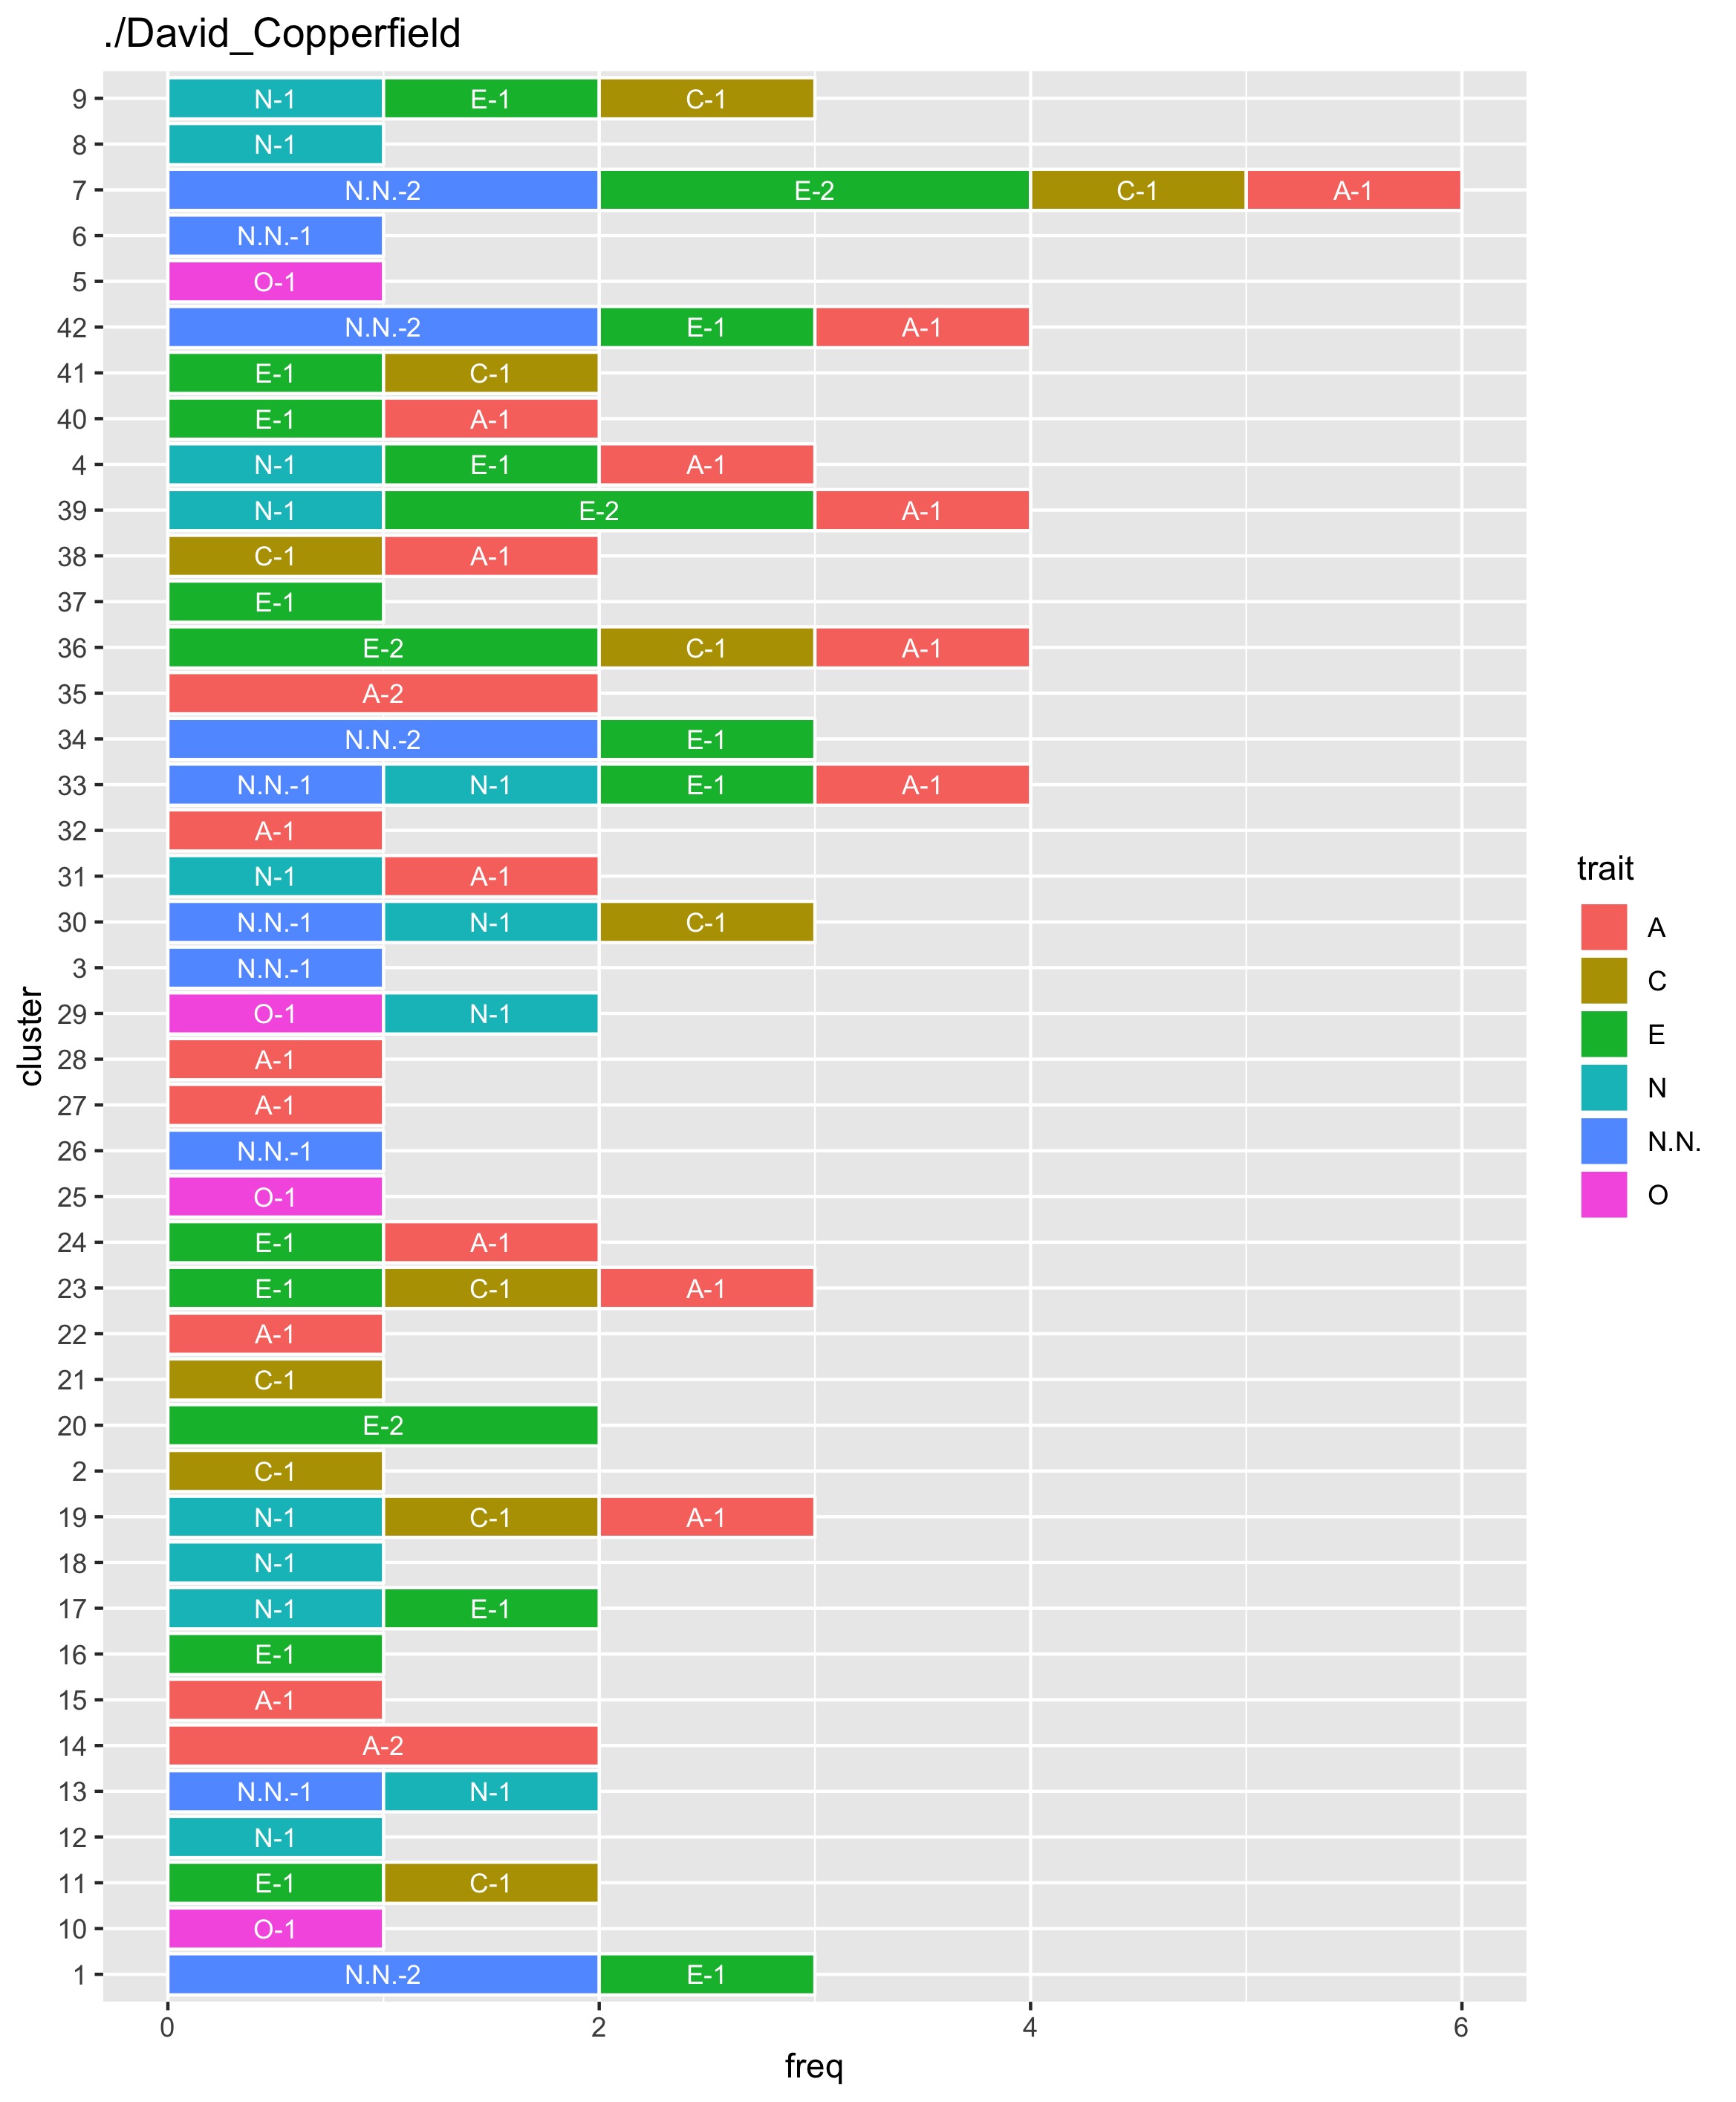 ./David_Copperfield
9 N-1 E-1 C-1
8 N-1
7 N.N.-2 E-2 C-1 A-1
6 N.N.-1
5 O-1
42 N.N.-2 E-1 A-1
41 E-1 C-1
40 E-1 A-1
4 N-1 E-1 A-1
39 N-1 E-2 A-1
38 C-1 A-1
37 E-1
36 E-2 C-1 A-1
35 A-2
34 N.N.-2 E-1
33 N.N.-1 N-1 E-1 A-1
32 A-1
31 N-1 A-1
30 N.N.-1 N-1 C-1
3 N.N.-1
29 O-1 N-1
28 A-1
27 A-1
26 N.N.-1
25 O-1
24 E-1 A-1
23 E-1 C-1 A-1
22 A-1
21 C-1
20 E-2
2 C-1
19 N-1 C-1 A-1
18 N-1
17 N-1 E-1
16 E-1
15 A-1
14 A-2
13 N.N.-1 N-1
12 N-1
11 E-1 C-1
10 O-1
1 N.N.-2 E-1
0 2 4 6
freq
cluster
trait
A
C
E
N
N.N.
O